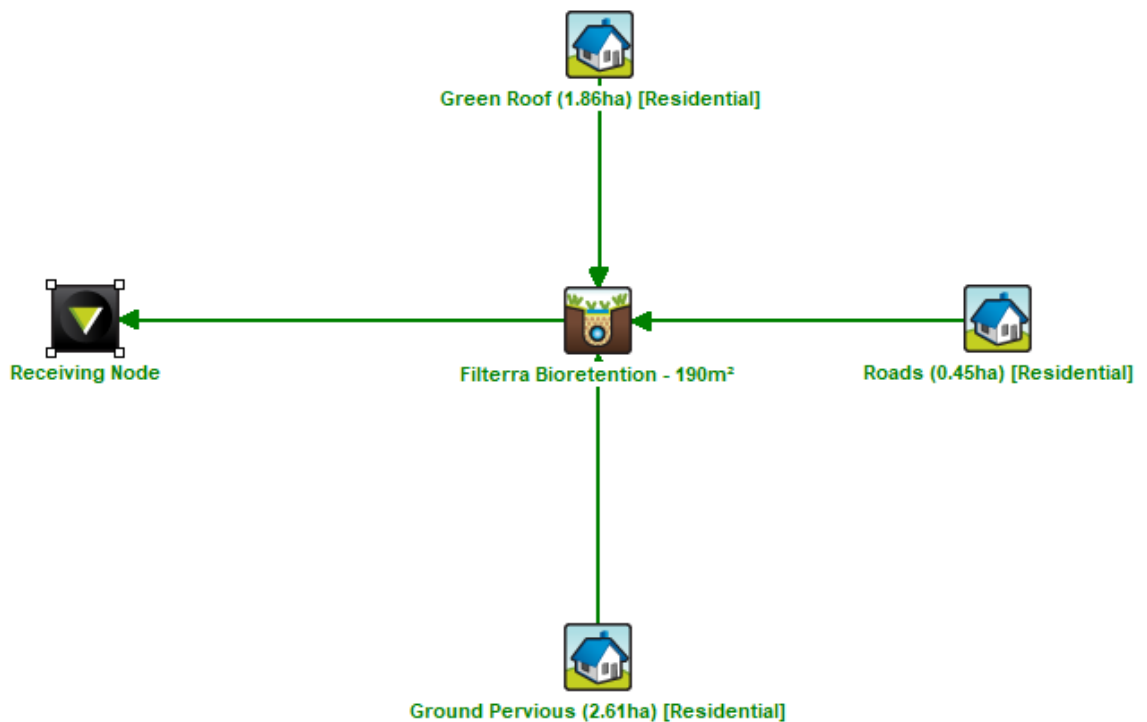 Green Roof (1.86ha) [Residential]
Receiving Node
Filterra Bioretention - 190m²
Roads (0.45ha) [Residential]
Ground Pervious (2.61ha) [Residential]